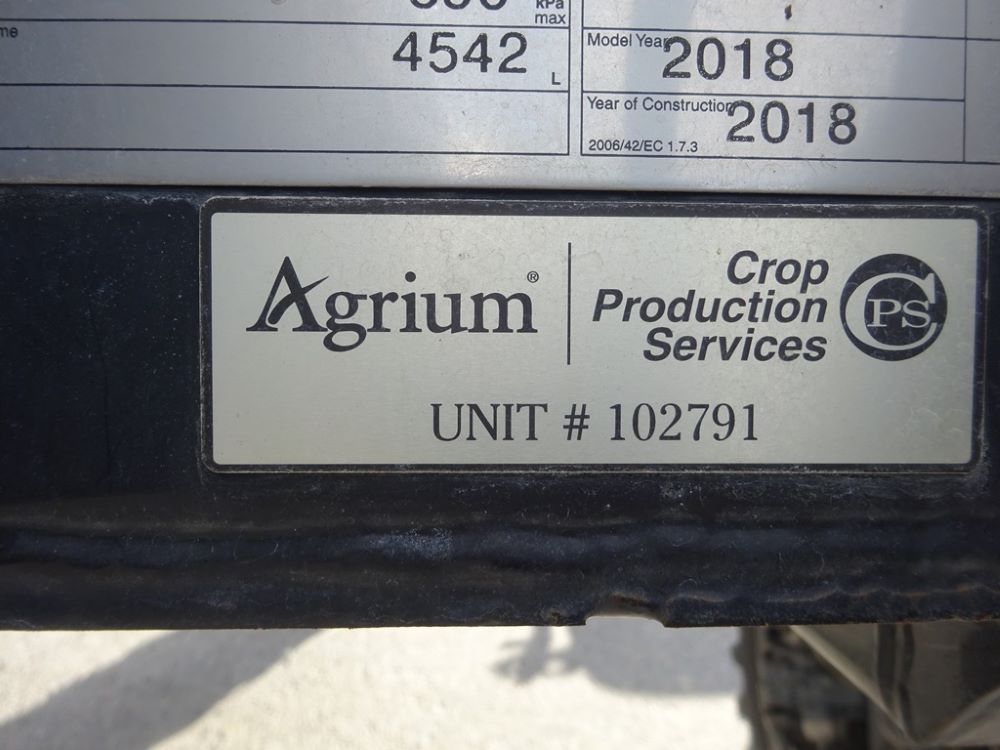 kPa
max
4542 L
Model Year 2018
Year of Construction 2018
2006/42/EC 1.7.3
Agrium®
Crop
Production
Services
CPS
UNIT # 102791